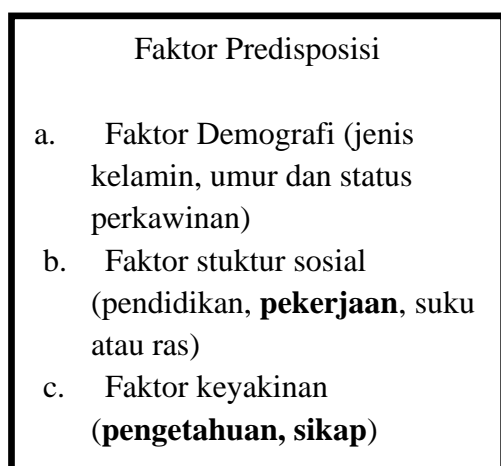 Faktor Predisposisi
a. Faktor Demografi (jenis
kelamin, umur dan status
perkawinan)
b. Faktor stuktur sosial
(pendidikan, pekerjaan, suku
atau ras)
c. Faktor keyakinan
(pengetahuan, sikap)